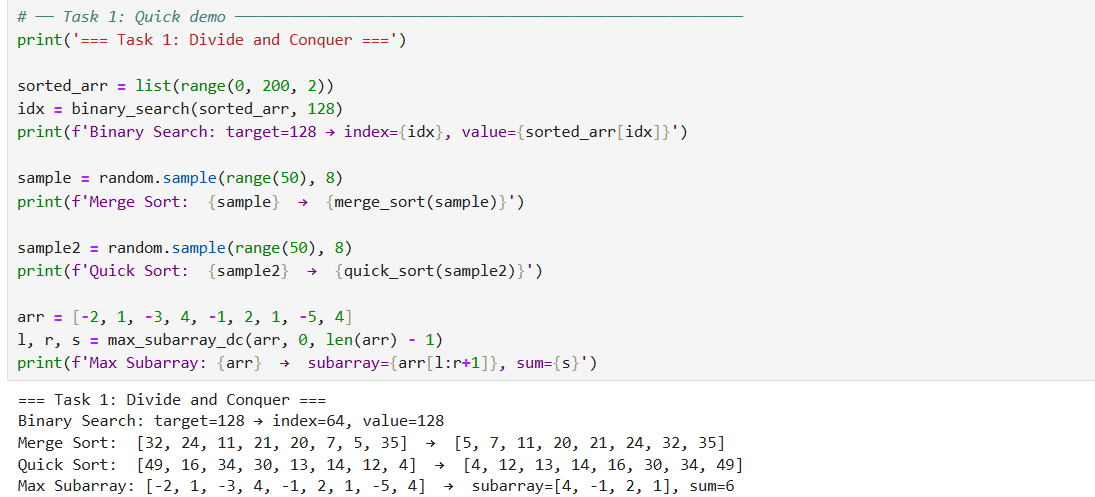 # ── Task 1: Quick demo ────────────────────────────────────────────────────────
print('=== Task 1: Divide and Conquer ===')
sorted_arr = list(range(0, 200, 2))
idx = binary_search(sorted_arr, 128)
print(f'Binary Search: target=128 → index={idx}, value={sorted_arr[idx]}')
sample = random.sample(range(50), 8)
print(f'Merge Sort:  {sample}  →  {merge_sort(sample)}')
sample2 = random.sample(range(50), 8)
print(f'Quick Sort:  {sample2}  →  {quick_sort(sample2)}')
arr = [-2, 1, -3, 4, -1, 2, 1, -5, 4]
l, r, s = max_subarray_dc(arr, 0, len(arr) - 1)
print(f'Max Subarray: {arr}  →  subarray={arr[l:r+1]}, sum={s}')
=== Task 1: Divide and Conquer ===
Binary Search: target=128 → index=64, value=128
Merge Sort:  [32, 24, 11, 21, 20, 7, 5, 35]  →  [5, 7, 11, 20, 21, 24, 32, 35]
Quick Sort:  [49, 16, 34, 30, 13, 14, 12, 4]  →  [4, 12, 13, 14, 16, 30, 34, 49]
Max Subarray: [-2, 1, -3, 4, -1, 2, 1, -5, 4]  →  subarray=[4, -1, 2, 1], sum=6